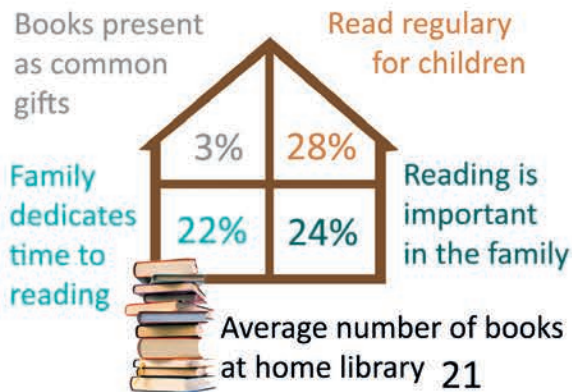 Books present
as common
gifts
Read regulary
for children
3%
28%
Family
dedicates
time to
reading
22%
24%
Reading is
important
in the family
Average number of books
at home library 21